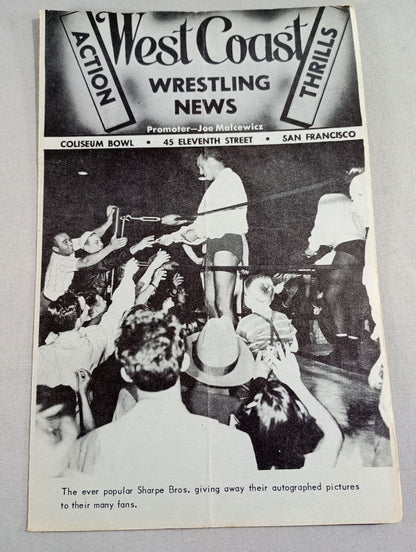 ACTION
West Coast
WRESTLING
NEWS
THRILLS
Promoter—Joe Malcewicz
COLISEUM BOWL • 45 ELEVENTH STREET • SAN FRANCISCO
The ever popular Sharpe Bros. giving away their autographed pictures
to their many fans.